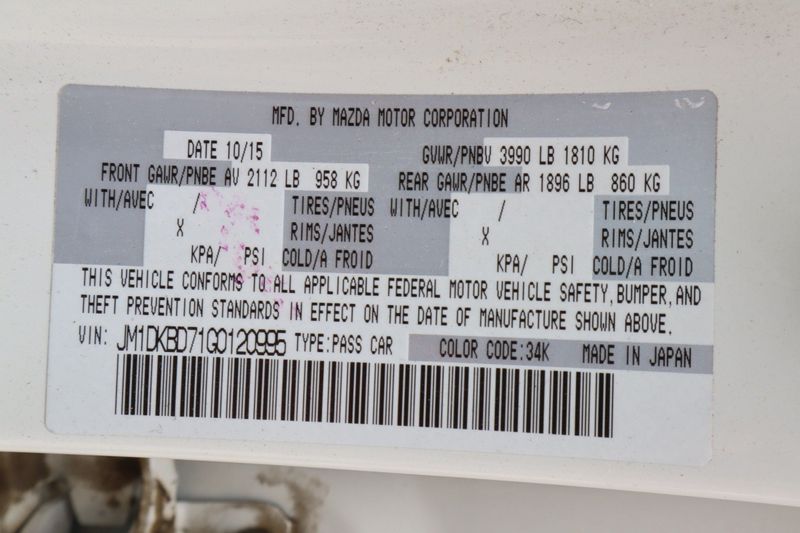 MFD. BY MAZDA MOTOR CORPORATION
DATE 10/15 GVWR/PNBV 3990 LB 1810 KG
FRONT GAWR/PNBE AV 2112 LB 958 KG REAR GAWR/PNBE AR 1896 LB 860 KG
WITH/AVEC / TIRES/PNEUS WITH/AVEC / TIRES/PNEUS
X RIMS/JANTES X RIMS/JANTES
KPA/ PSI COLD/A FROID KPA/ PSI COLD/A FROID
THIS VEHICLE CONFORMS TO ALL APPLICABLE FEDERAL MOTOR VEHICLE SAFETY, BUMPER, AND
THEFT PREVENTION STANDARDS IN EFFECT ON THE DATE OF MANUFACTURE SHOWN ABOVE.
VIN: JM1DKBD71G0120995 TYPE:PASS CAR COLOR CODE:34K MADE IN JAPAN